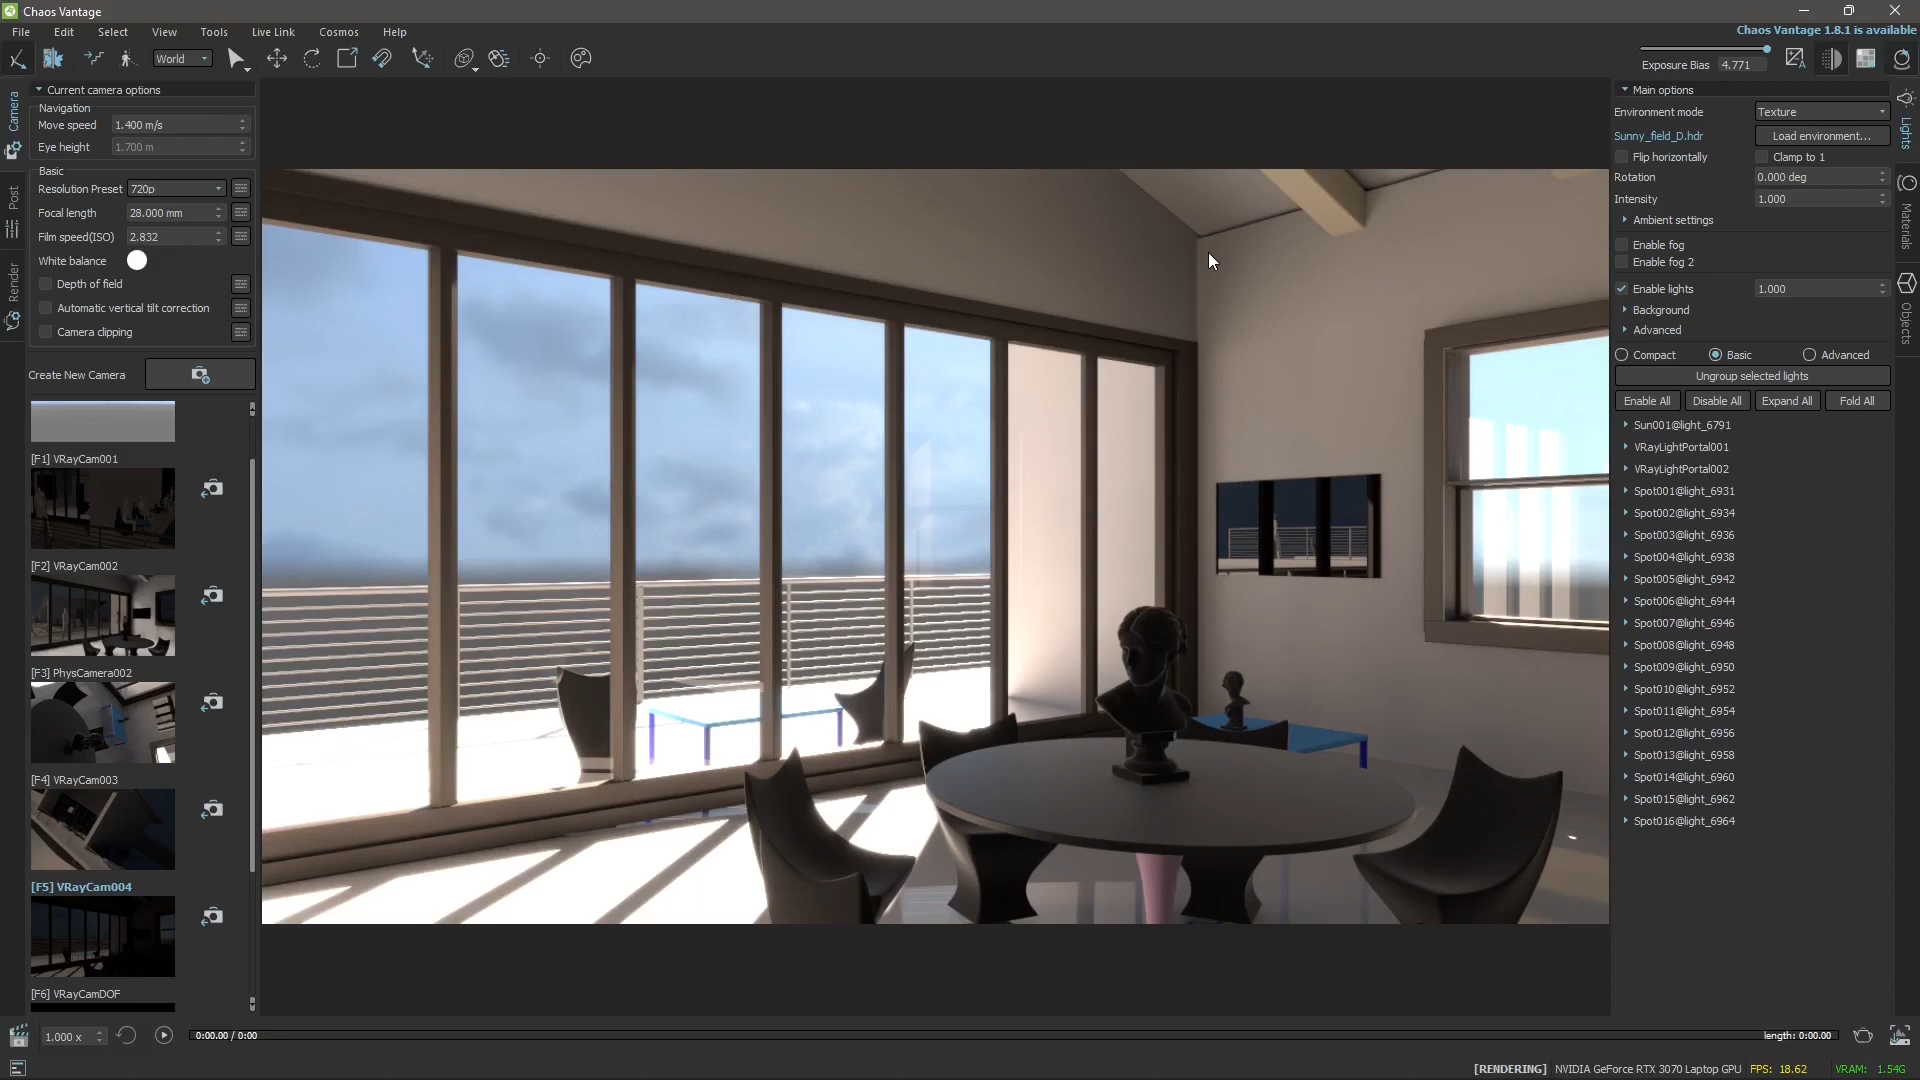 Chaos Vantage
File Edit Select View Tools Live Link Cosmos Help
Chaos Vantage 1.8.1 is available
World
Exposure Bias 4.771
Camera
Post
Render
Current camera options
Navigation
Move speed 1.400 m/s
Eye height 1.700 m
Basic
Resolution Preset 720p
Focal length 28.000 mm
Film speed(ISO) 2.832
White balance
Depth of field
Automatic vertical tilt correction
Camera clipping
Create New Camera
[F1] VRayCam001
[F2] VRayCam002
[F3] PhysCamera002
[F4] VRayCam003
[F5] VRayCam004
[F6] VRayCamDOF
Main options
Environment mode Texture
Sunny_field_D.hdr Load environment...
Flip horizontally Clamp to 1
Rotation 0.000 deg
Intensity 1.000
Ambient settings
Enable fog
Enable fog 2
Enable lights 1.000
Background
Advanced
Compact Basic Advanced
Ungroup selected lights
Enable All Disable All Expand All Fold All
Sun001@light_6791
VRayLightPortal001
VRayLightPortal002
Spot001@light_6931
Spot002@light_6934
Spot003@light_6936
Spot004@light_6938
Spot005@light_6942
Spot006@light_6944
Spot007@light_6946
Spot008@light_6948
Spot009@light_6950
Spot010@light_6952
Spot011@light_6954
Spot012@light_6956
Spot013@light_6958
Spot014@light_6960
Spot015@light_6962
Spot016@light_6964
Lights
Materials
Objects
1.000 x 0:00.00 / 0:00 length: 0:00.00
[RENDERING] NVIDIA GeForce RTX 3070 Laptop GPU FPS: 18.62 VRAM: 1.54G